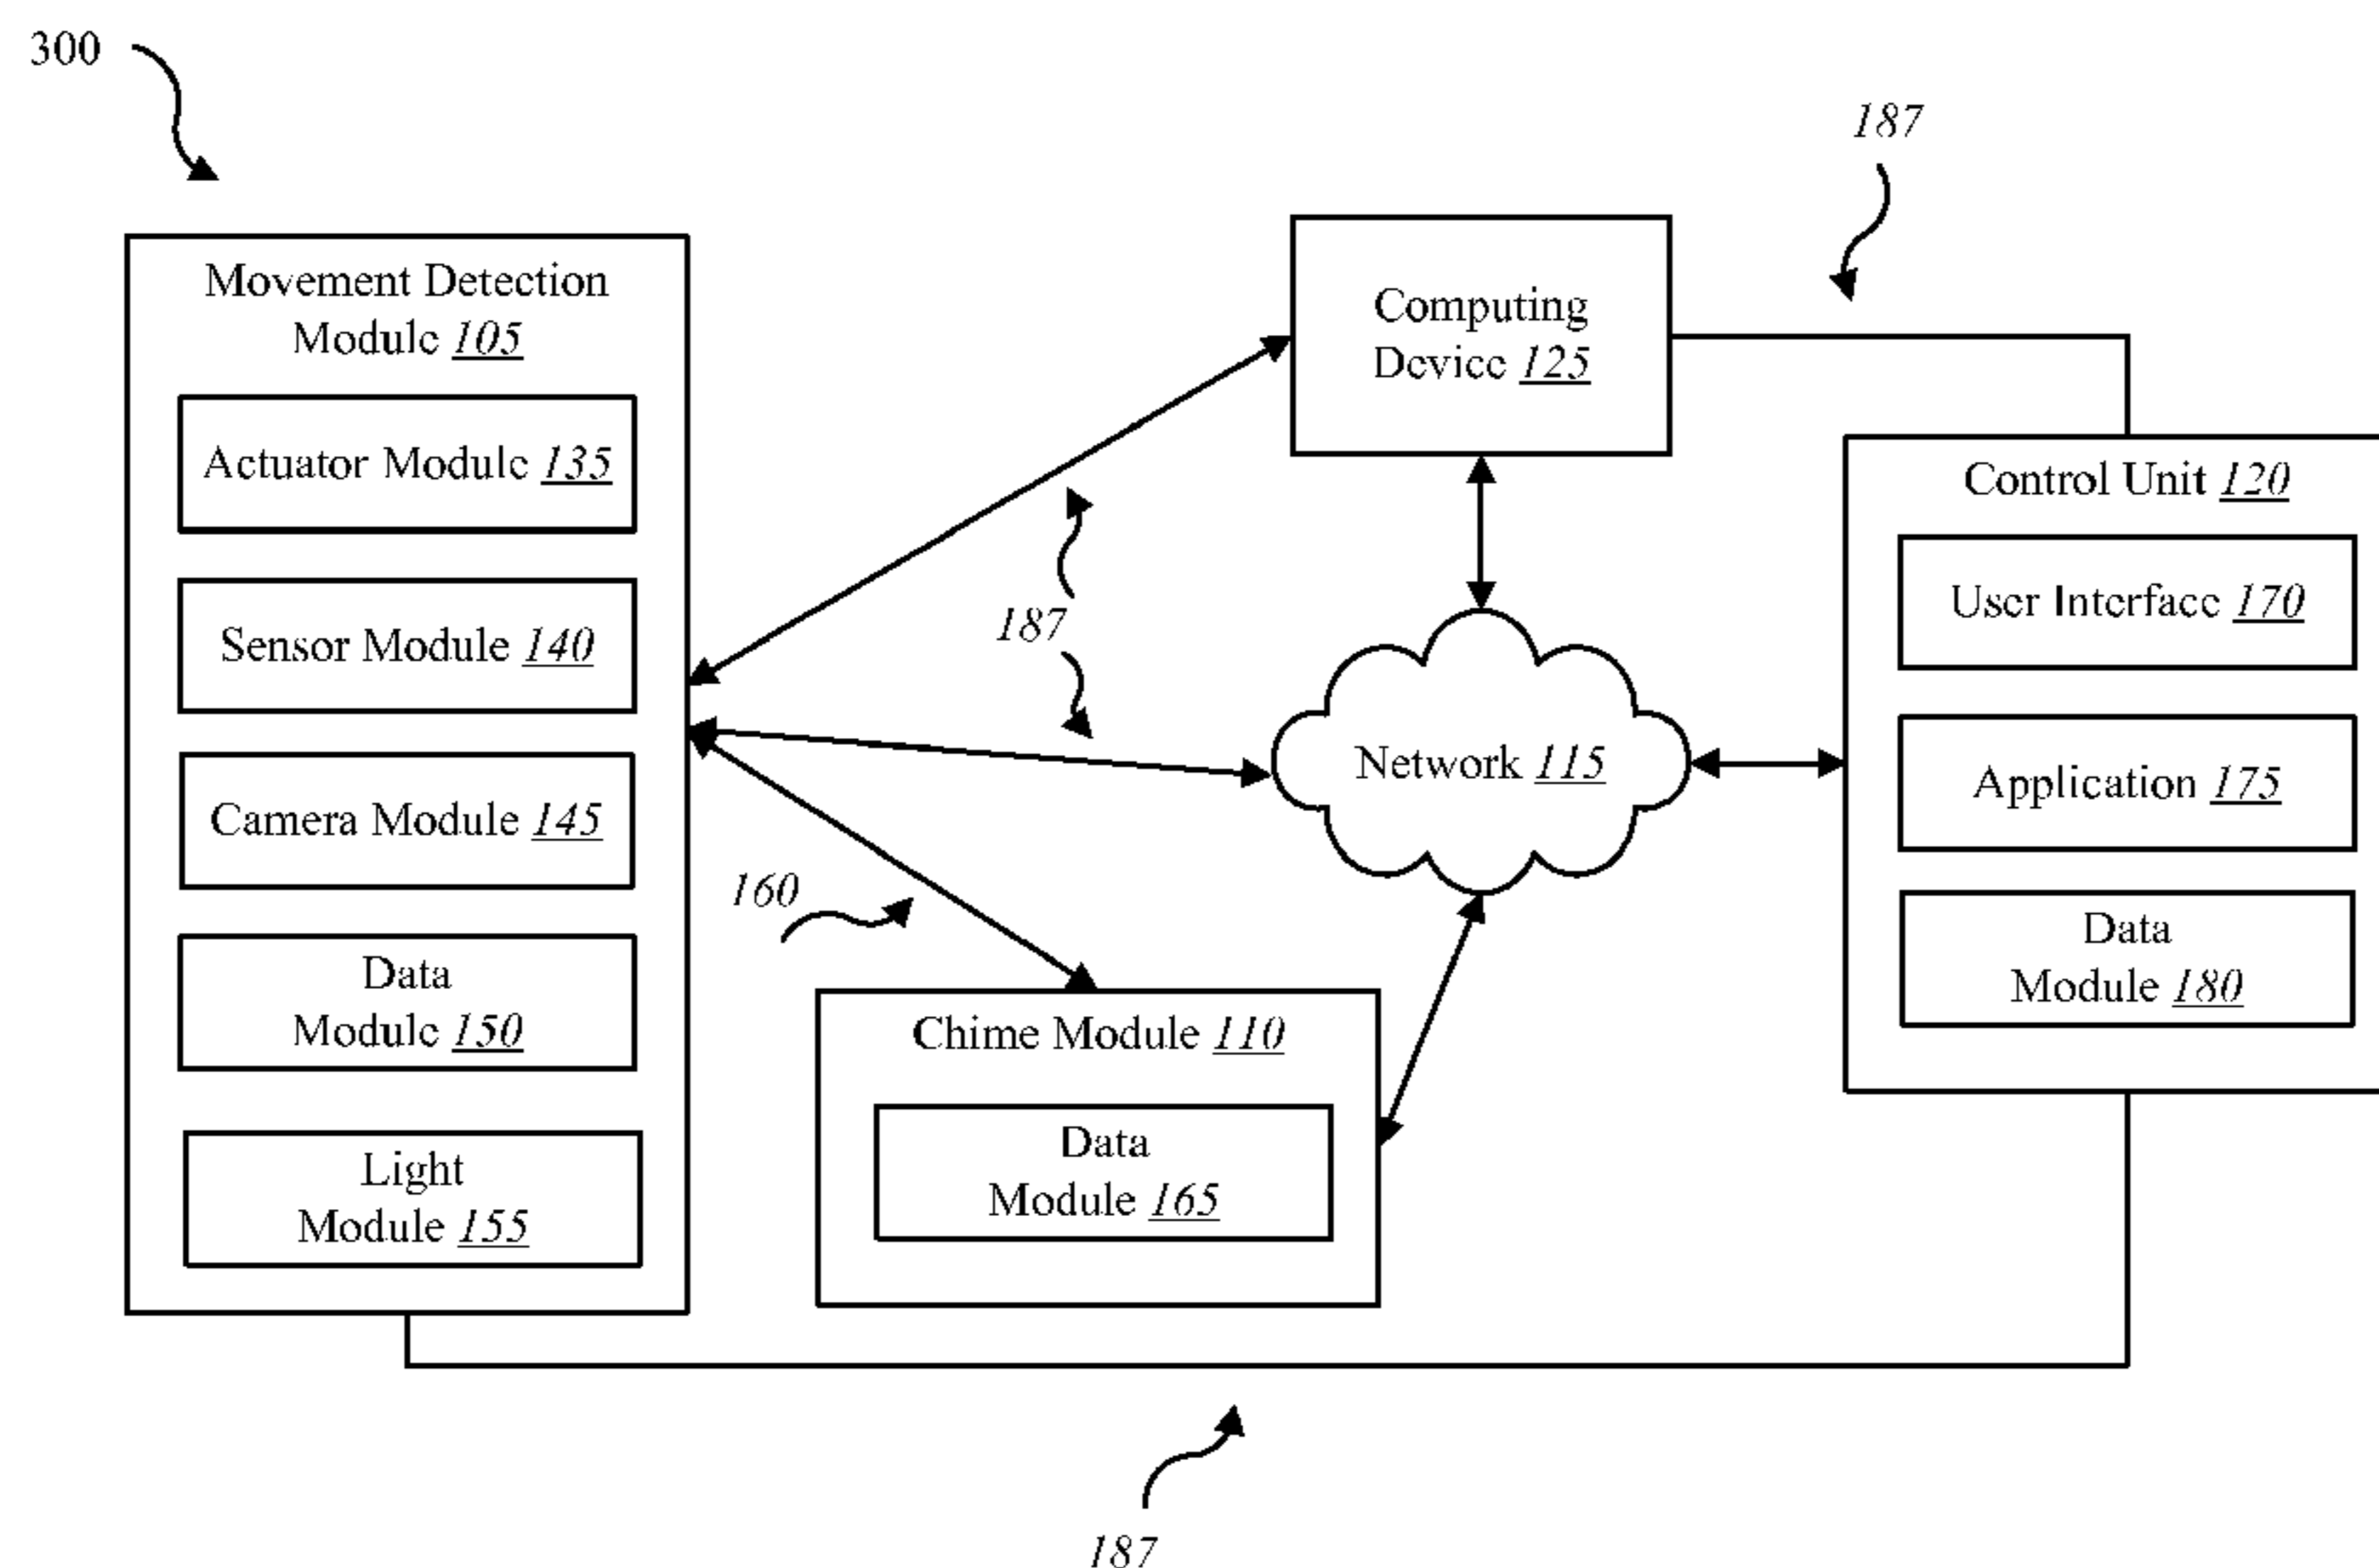 300
187
Movement Detection
Module 105
Actuator Module 135
Sensor Module 140
Camera Module 145
Data
Module 150
Light
Module 155
Computing
Device 125
187
160
Network 115
Chime Module 110
Data
Module 165
Control Unit 120
User Interface 170
Application 175
Data
Module 180
187